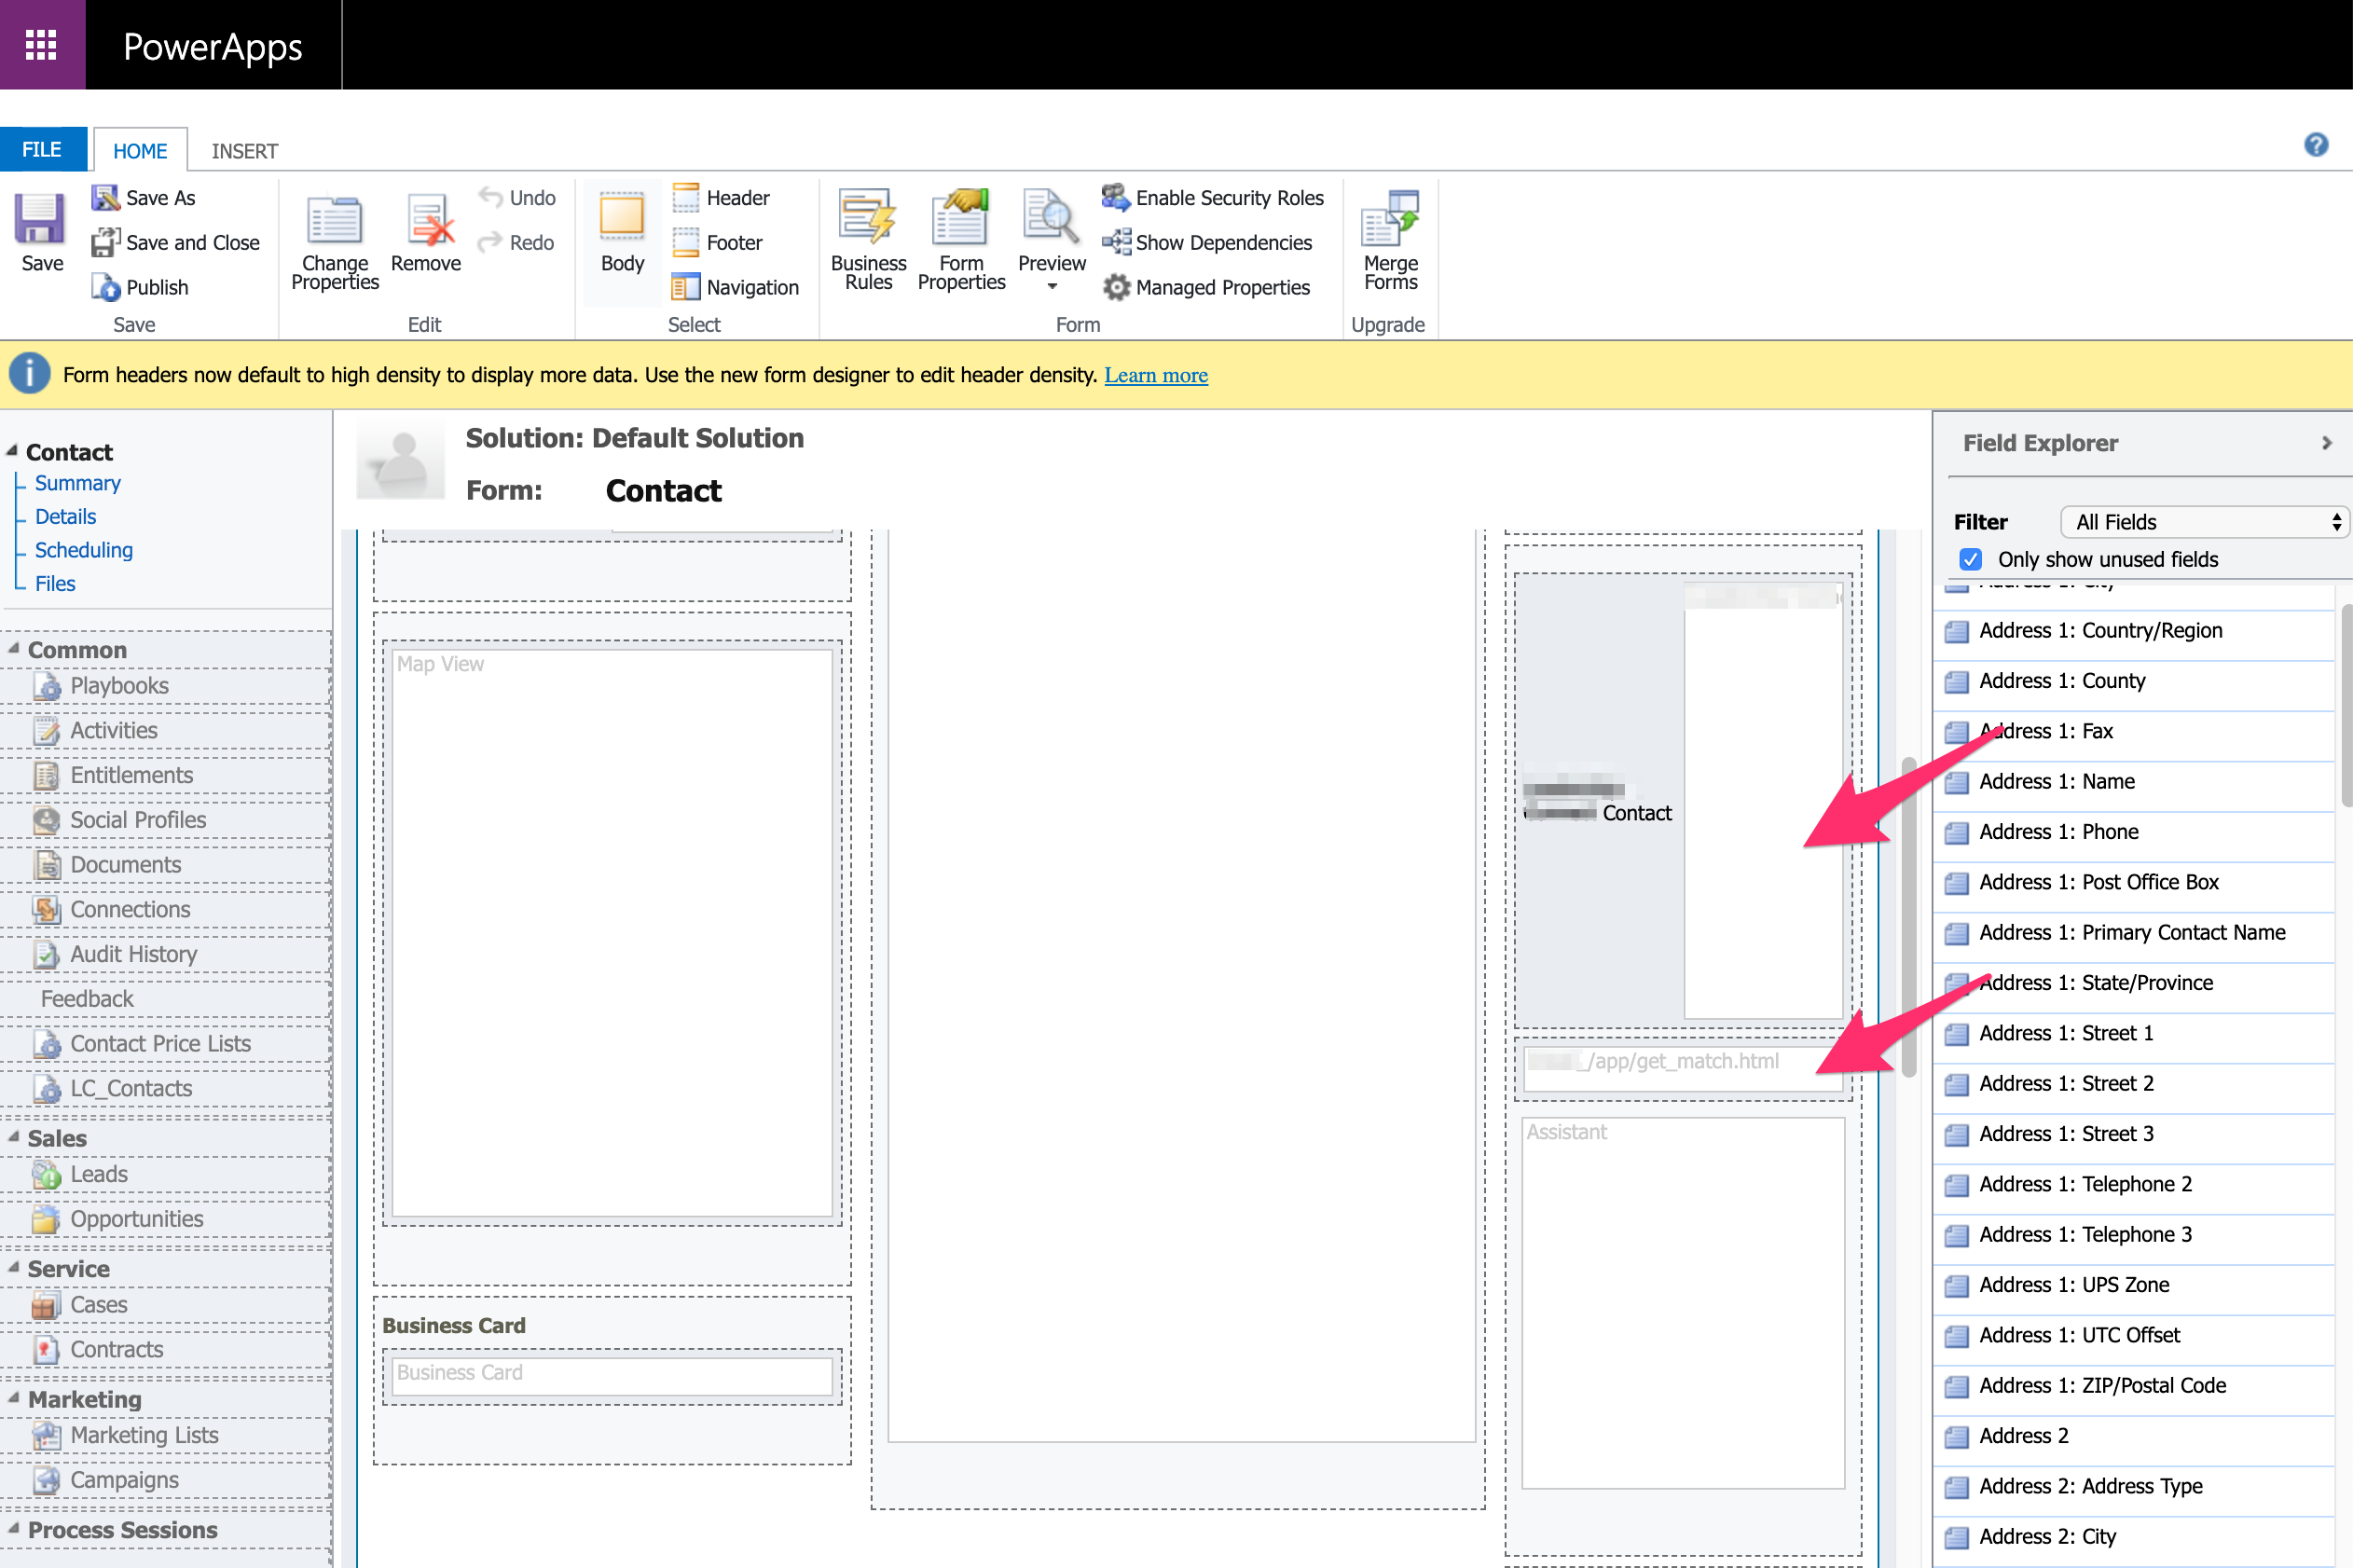 PowerApps
FILE
HOME
INSERT
Save
Save As
Save and Close
Publish
Save
Change Properties
Remove
Undo
Redo
Edit
Body
Header
Footer
Navigation
Select
Business Rules
Form Properties
Preview
Enable Security Roles
Show Dependencies
Managed Properties
Form
Merge Forms
Upgrade
Form headers now default to high density to display more data. Use the new form designer to edit header density. Learn more
Contact
Summary
Details
Scheduling
Files
Common
Playbooks
Activities
Entitlements
Social Profiles
Documents
Connections
Audit History
Feedback
Contact Price Lists
LC_Contacts
Sales
Leads
Opportunities
Service
Cases
Contracts
Marketing
Marketing Lists
Campaigns
Process Sessions
Solution: Default Solution
Form: Contact
Map View
Business Card
Business Card
Contact
_/app/get_match.html
Assistant
Field Explorer
Filter
All Fields
Only show unused fields
Address 1: City
Address 1: Country/Region
Address 1: County
Address 1: Fax
Address 1: Name
Address 1: Phone
Address 1: Post Office Box
Address 1: Primary Contact Name
Address 1: State/Province
Address 1: Street 1
Address 1: Street 2
Address 1: Street 3
Address 1: Telephone 2
Address 1: Telephone 3
Address 1: UPS Zone
Address 1: UTC Offset
Address 1: ZIP/Postal Code
Address 2
Address 2: Address Type
Address 2: City